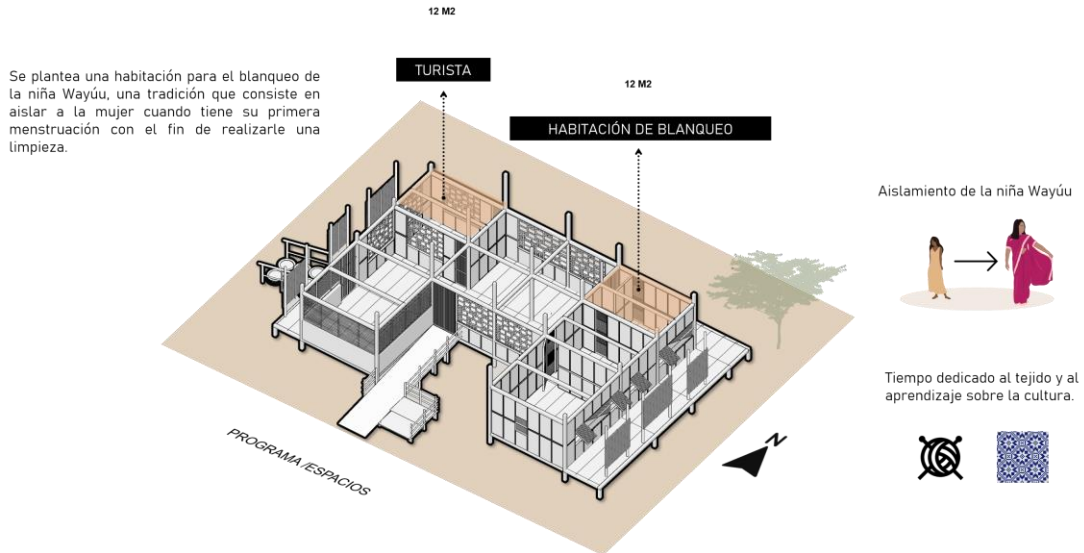 12 M2
Se plantea una habitación para el blanqueo de
la niña Wayúu, una tradición que consiste en
aislar a la mujer cuando tiene su primera
menstruación con el fin de realizarle una
limpieza.
TURISTA
12 M2
HABITACIÓN DE BLANQUEO
Aislamiento de la niña Wayúu
Tiempo dedicado al tejido y al
aprendizaje sobre la cultura.
N
PROGRAMA /ESPACIOS